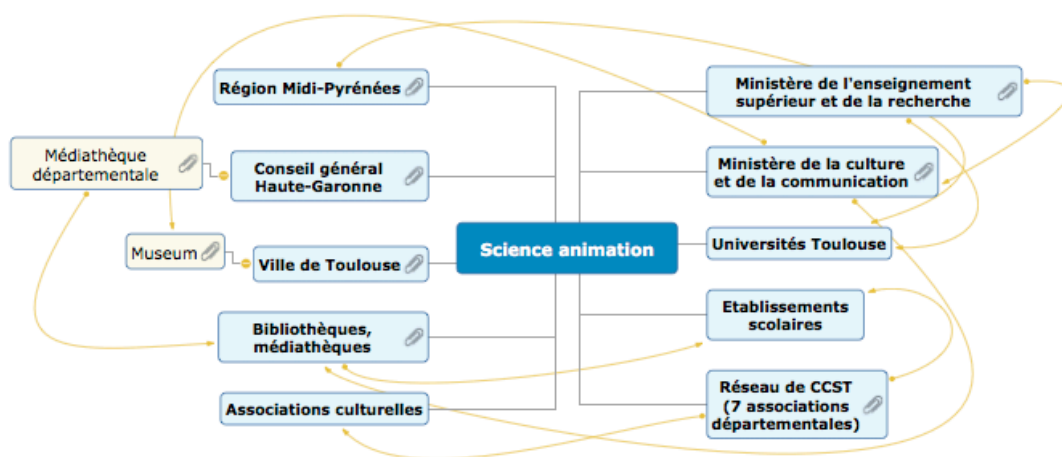 Région Midi-Pyrénées
Médiathèque
départementale
Conseil général
Haute-Garonne
Museum
Ville de Toulouse
Bibliothèques,
médiathèques
Associations culturelles
Science animation
Ministère de l'enseignement
supérieur et de la recherche
Ministère de la culture
et de la communication
Universités Toulouse
Etablissements
scolaires
Réseau de CCST
(7 associations
départementales)